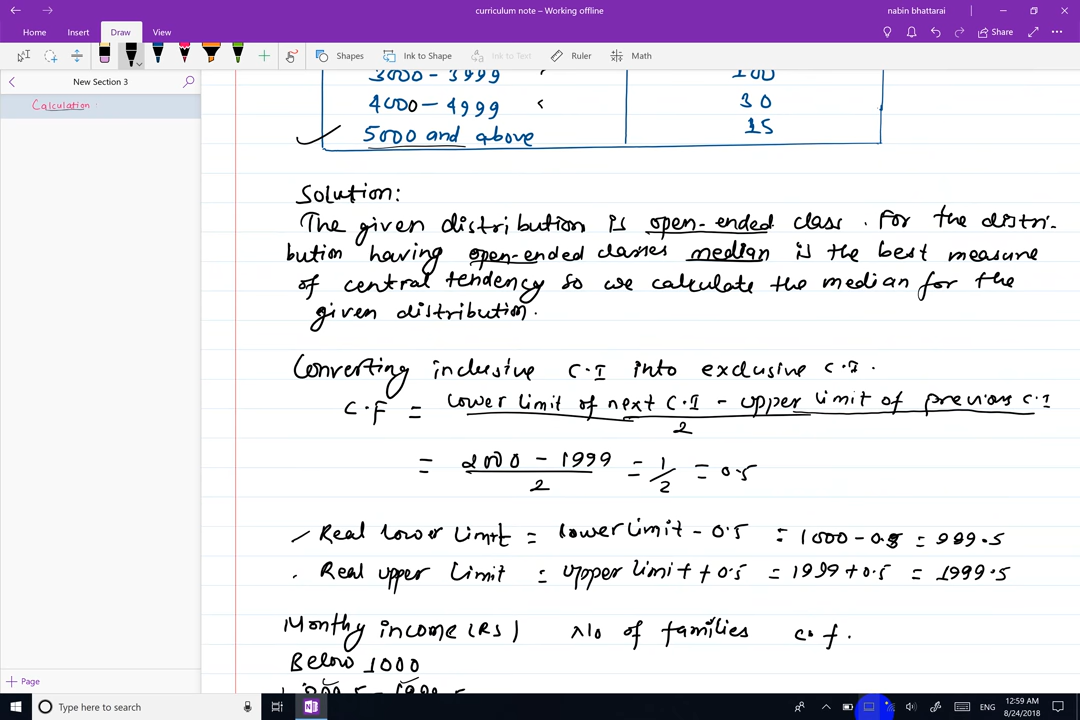 curriculum note – Working offline
nabin bhattarai
Home Insert Draw View
Share
Shapes Ink to Shape Ink to Text Ruler Math
New Section 3
Calculation
3000 - 3999 100
4000 - 4999 30
5000 and above 15
Solution:
The given distribution is open-ended class. For the distri-
bution having open-ended classes median is the best measure
of central tendency so we calculate the median for the
given distribution.
Converting inclusive C.I into exclusive C.I.
C.F = lower limit of next C.I - upper limit of previous C.I
2
= 2000 - 1999 = 1/2 = 0.5
2
Real lower limit = lower limit - 0.5 = 1000 - 0.5 = 999.5
Real upper limit = upper limit + 0.5 = 1999 + 0.5 = 1999.5
Monthy income (RS) No of families c.f.
Below 1000
Page
Type here to search
ENG
12:59 AM
8/24/2018